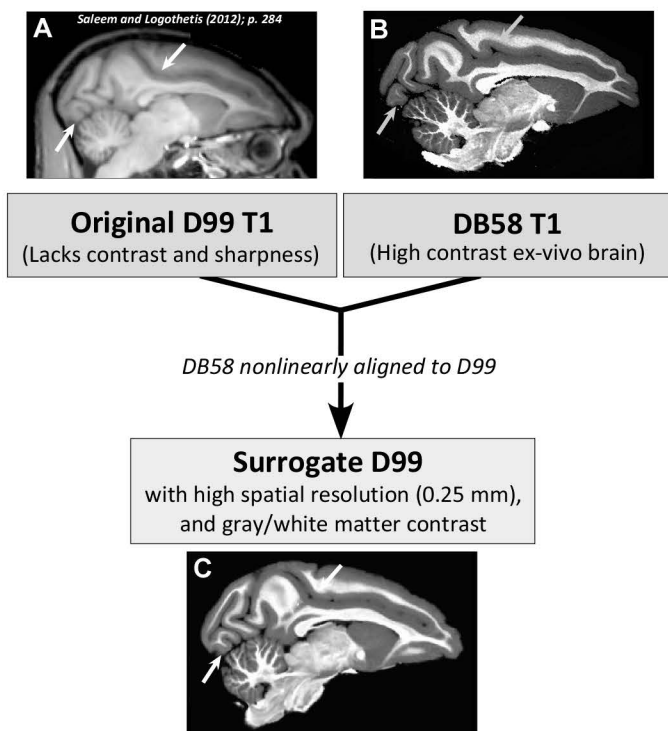 A
Saleem and Logothetis (2012); p. 284
B
Original D99 T1
(Lacks contrast and sharpness)
DB58 T1
(High contrast ex-vivo brain)
DB58 nonlinearly aligned to D99
Surrogate D99
with high spatial resolution (0.25 mm),
and gray/white matter contrast
C